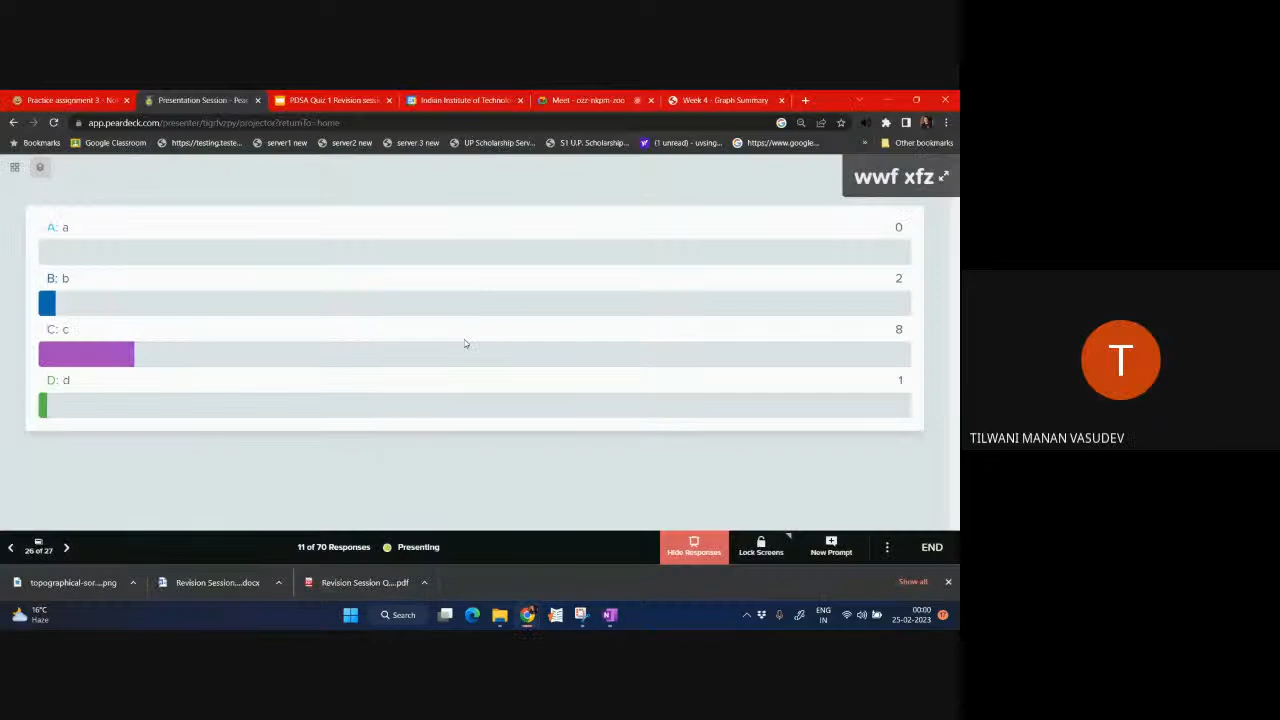 Practice assignment 3 - No
Presentation Session - Pea
PDSA Quiz 1 Revision sessi
Indian Institute of Technolo
Meet - ozr-nkpm-zoo
Week 4 - Graph Summary
app.peardeck.com/presenter/tigrlvzpy/projector?returnTo=home
Bookmarks
Google Classroom
https://testing.teste...
server1 new
server2 new
server 3 new
UP Scholarship Serv...
S1 U.P. Scholarship...
(1 unread) - uvsing...
https://www.google...
»
Other bookmarks
wwf xfz
A: a 0
B: b 2
C: c 8
D: d 1
TILWANI MANAN VASUDEV
T
26 of 27
11 of 70 Responses
Presenting
Hide Responses
Lock Screens
New Prompt
END
topographical-sor....png
Revision Session....docx
Revision Session Q....pdf
Show all
16°C
Haze
Search
ENG
IN
00:00
25-02-2023
17